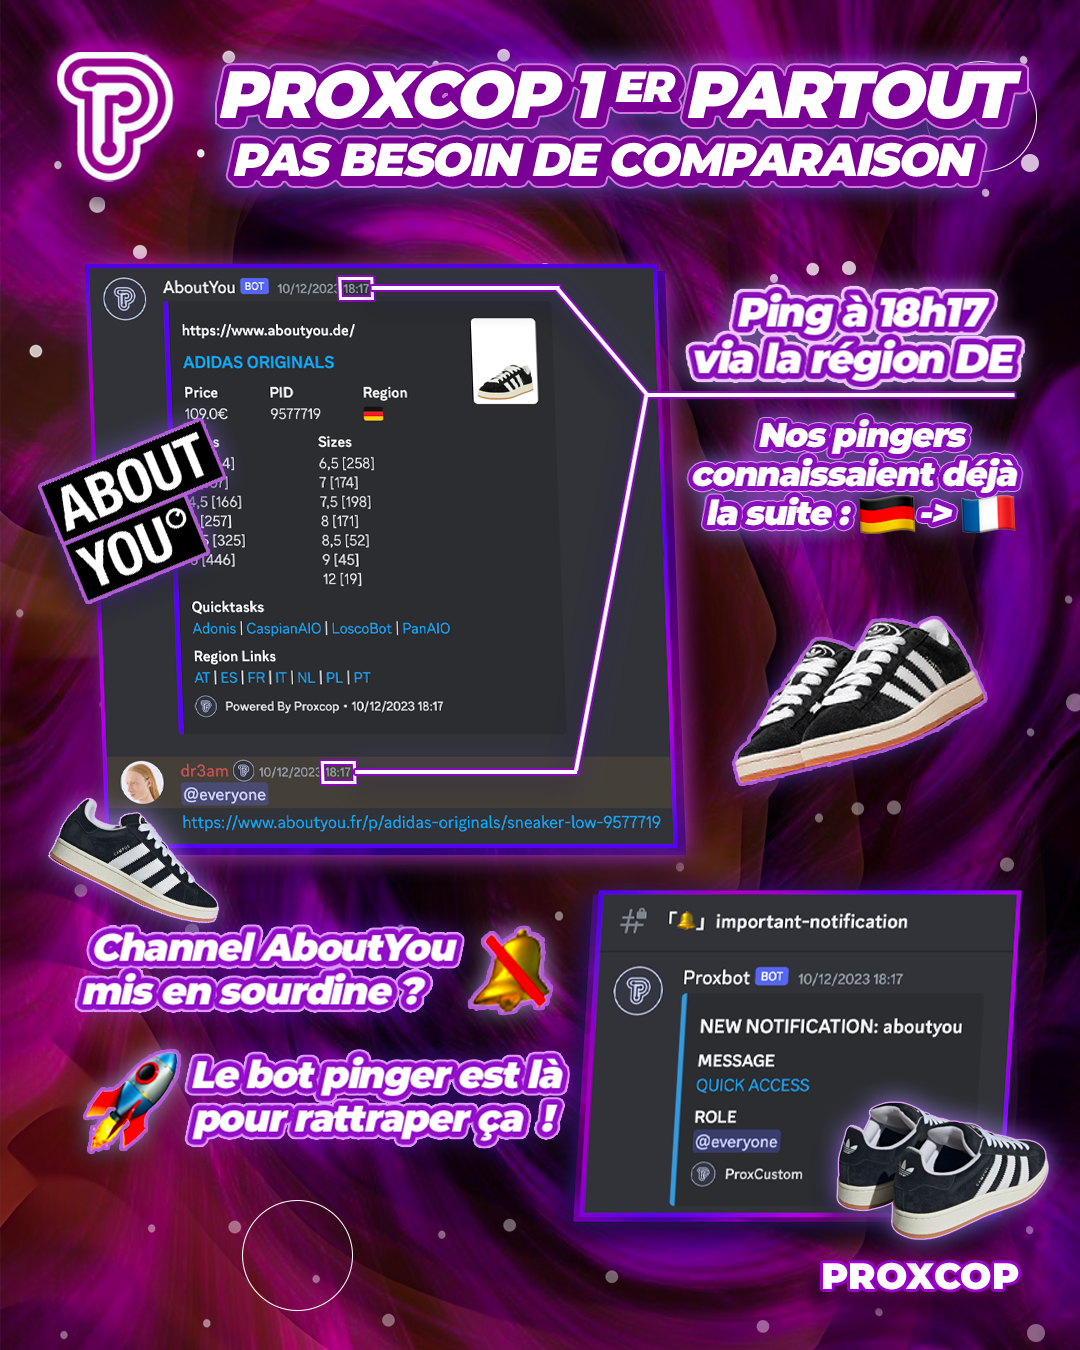 PROXCOP 1ER PARTOUT
PAS BESOIN DE COMPARAISON
AboutYou BOT 10/12/2023 18:17
https://www.aboutyou.de/
ADIDAS ORIGINALS
Price PID Region
109.0€ 9577719
Sizes
6,5 [258]
7 [174]
4,5 [166] 7,5 [198]
[257] 8 [171]
[325] 8,5 [52]
[446] 9 [45]
12 [19]
Quicktasks
Adonis | CaspianAIO | LoscoBot | PanAIO
Region Links
AT | ES | FR | IT | NL | PL | PT
Powered By Proxcop • 10/12/2023 18:17
dr3am 10/12/2023 18:17
@everyone
https://www.aboutyou.fr/p/adidas-originals/sneaker-low-9577719
ABOUT
YOU
Ping à 18h17
via la région DE
Nos pingers
connaissaient déjà
la suite : 🇩🇪 -> 🇫🇷
Channel AboutYou
mis en sourdine ?
Le bot pinger est là
pour rattraper ça !
# 「🔔」 important-notification
Proxbot BOT 10/12/2023 18:17
NEW NOTIFICATION: aboutyou
MESSAGE
QUICK ACCESS
ROLE
@everyone
ProxCustom
PROXCOP